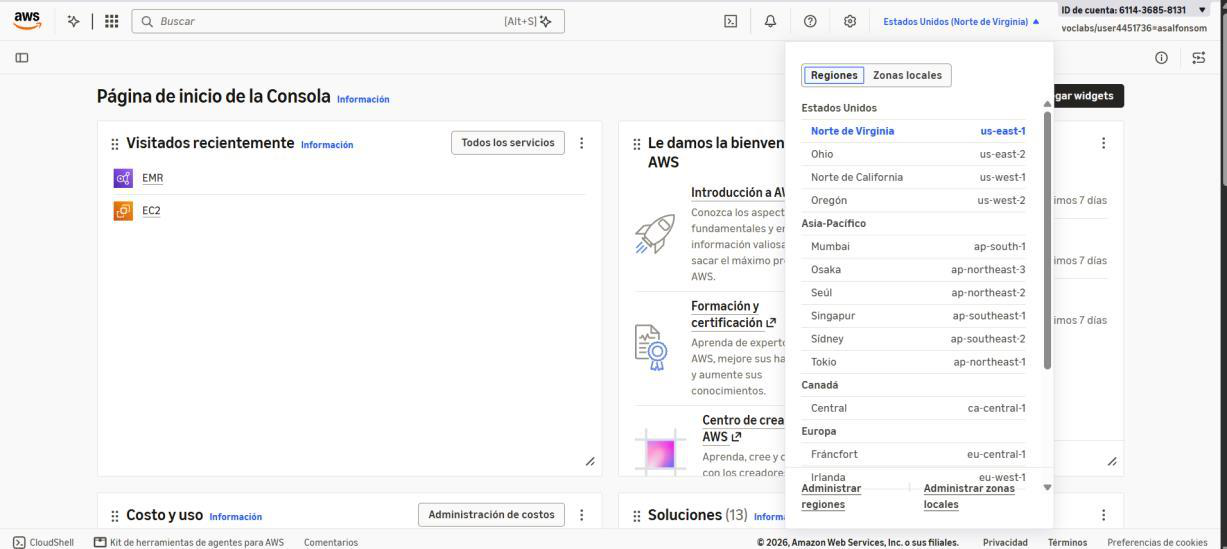 aws
Buscar [Alt+S]
Estados Unidos (Norte de Virginia)
ID de cuenta: 6114-3685-8131
voclabs/user4451736=asalfonsom
Página de inicio de la Consola Información
gar widgets
Visitados recientemente Información
Todos los servicios
EMR
EC2
Le damos la bienven
AWS
Introducción a AW
Conozca los aspect
fundamentales y
información valiosa
sacar el máximo
AWS.
Formación y
certificación
Aprenda de expert
AWS, mejore sus ha
y aumente sus
conocimientos.
Centro de crea
AWS
Aprenda, cree y
con los creadore
Regiones Zonas locales
Estados Unidos
Norte de Virginia us-east-1
Ohio us-east-2
Norte de California us-west-1
Oregón us-west-2
Asia-Pacífico
Mumbai ap-south-1
Osaka ap-northeast-3
Seúl ap-northeast-2
Singapur ap-southeast-1
Sídney ap-southeast-2
Tokio ap-northeast-1
Canadá
Central ca-central-1
Europa
Fráncfort eu-central-1
Irlanda eu-west-1
Administrar
regiones
Administrar zonas
locales
imos 7 días
imos 7 días
imos 7 días
Costo y uso Información
Administración de costos
Soluciones (13) Inform
CloudShell Kit de herramientas de agentes para AWS Comentarios
© 2026, Amazon Web Services, Inc. o sus filiales. Privacidad Términos Preferencias de cookies